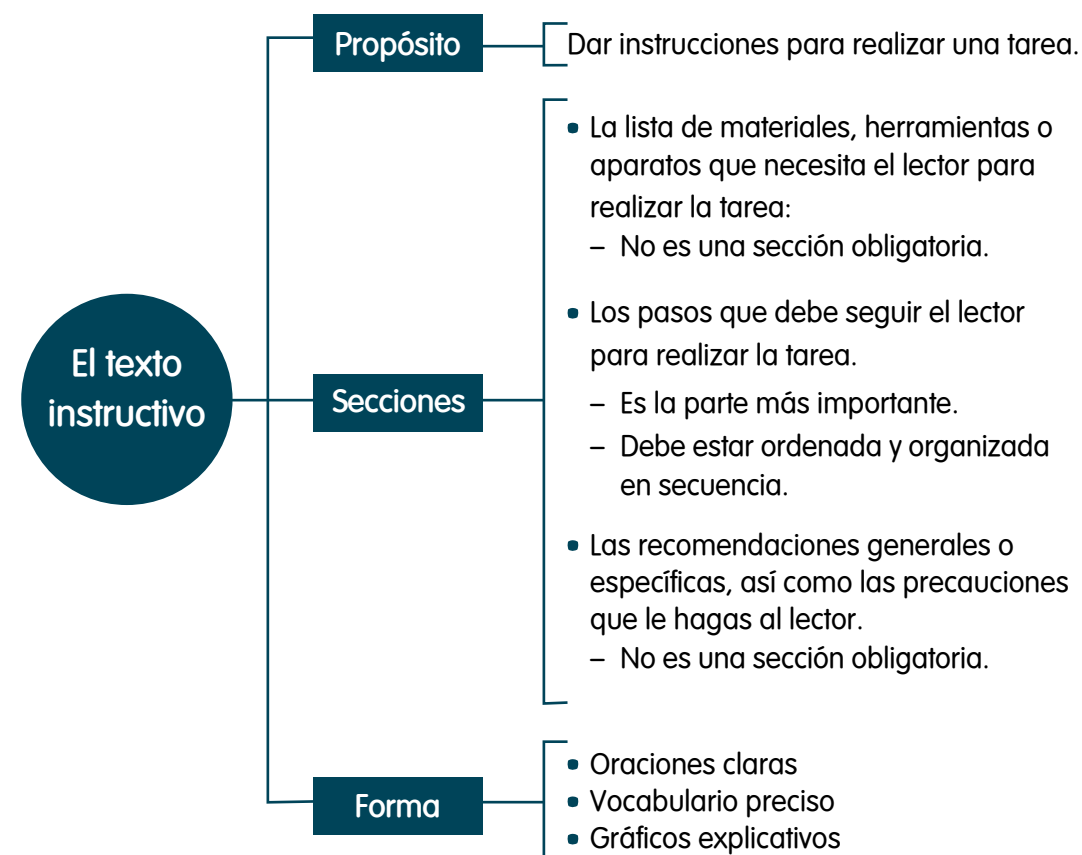 El texto
instructivo
Propósito
Dar instrucciones para realizar una tarea.
Secciones
• La lista de materiales, herramientas o
aparatos que necesita el lector para
realizar la tarea:
– No es una sección obligatoria.
• Los pasos que debe seguir el lector
para realizar la tarea.
– Es la parte más importante.
– Debe estar ordenada y organizada
en secuencia.
• Las recomendaciones generales o
específicas, así como las precauciones
que le hagas al lector.
– No es una sección obligatoria.
Forma
• Oraciones claras
• Vocabulario preciso
• Gráficos explicativos